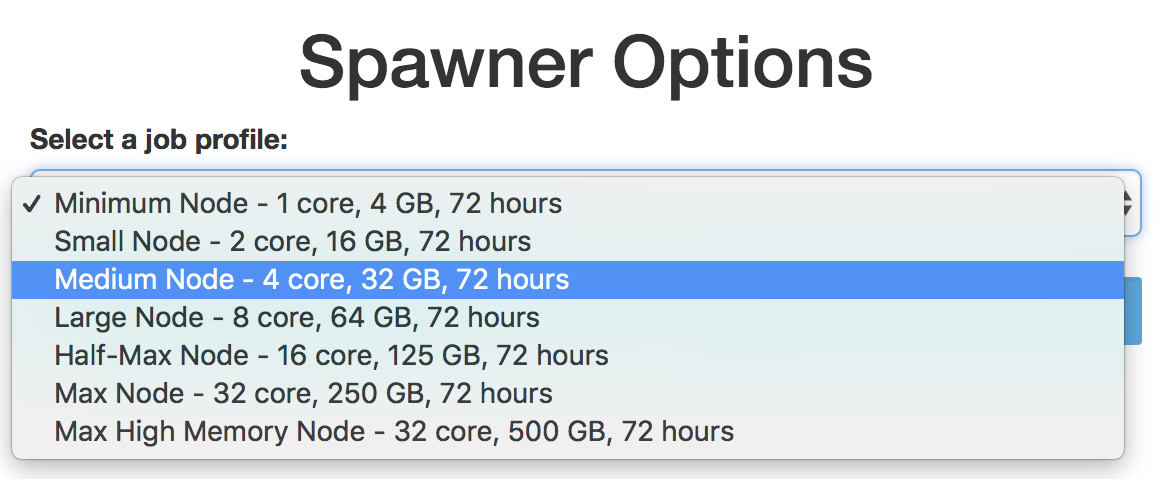 Spawner Options
Select a job profile:
✓ Minimum Node - 1 core, 4 GB, 72 hours
Small Node - 2 core, 16 GB, 72 hours
Medium Node - 4 core, 32 GB, 72 hours
Large Node - 8 core, 64 GB, 72 hours
Half-Max Node - 16 core, 125 GB, 72 hours
Max Node - 32 core, 250 GB, 72 hours
Max High Memory Node - 32 core, 500 GB, 72 hours